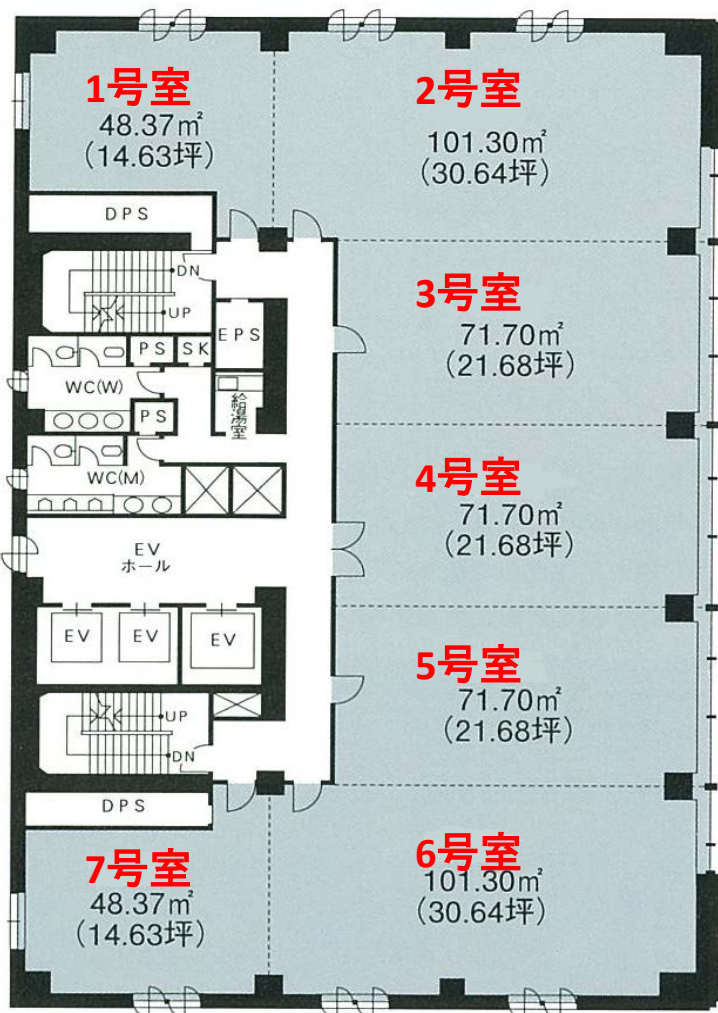 1号室
48.37㎡
(14.63坪)
2号室
101.30㎡
(30.64坪)
DPS
DN
UP
3号室
71.70㎡
(21.68坪)
EPS
PS
SK
WC(W)
給湯室
PS
WC(M)
4号室
71.70㎡
(21.68坪)
EV
ホール
EV
EV
EV
5号室
71.70㎡
(21.68坪)
UP
DN
DPS
7号室
48.37㎡
(14.63坪)
6号室
101.30㎡
(30.64坪)